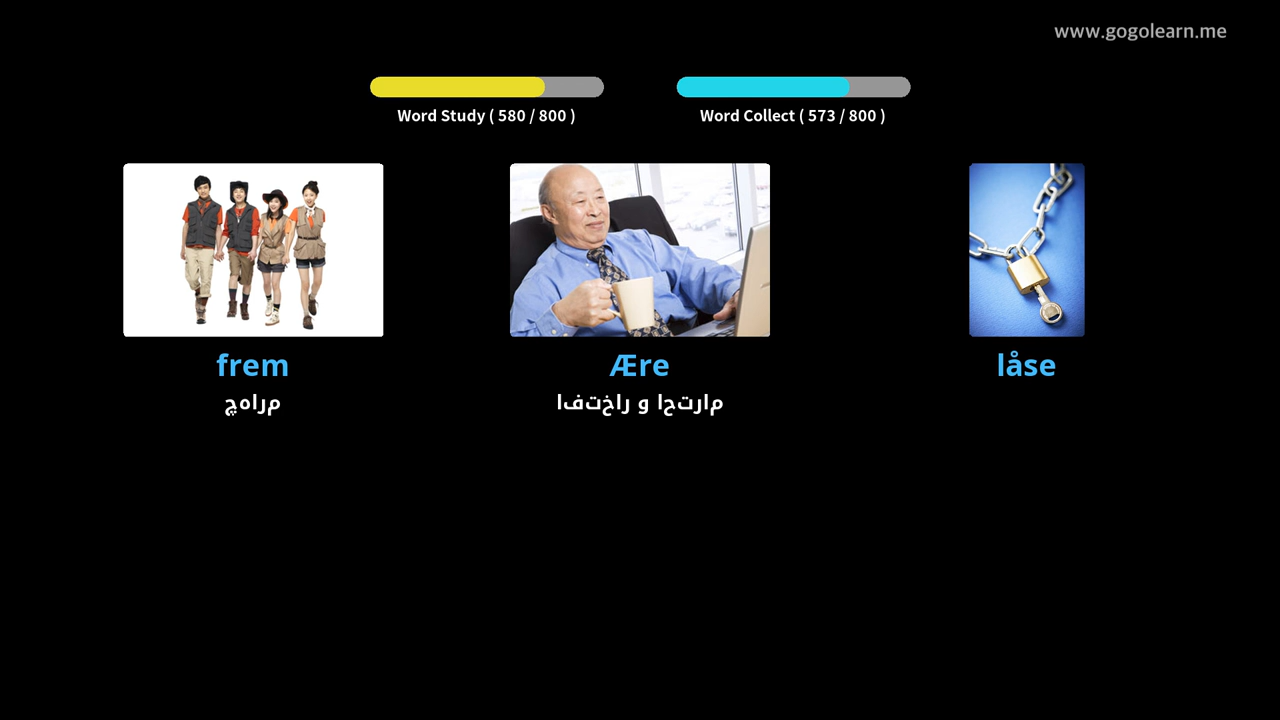 www.gogolearn.me
Word Study ( 580 / 800 )
Word Collect ( 573 / 800 )
frem
مراهچ
Ære
مارتحا و راختفا
låse